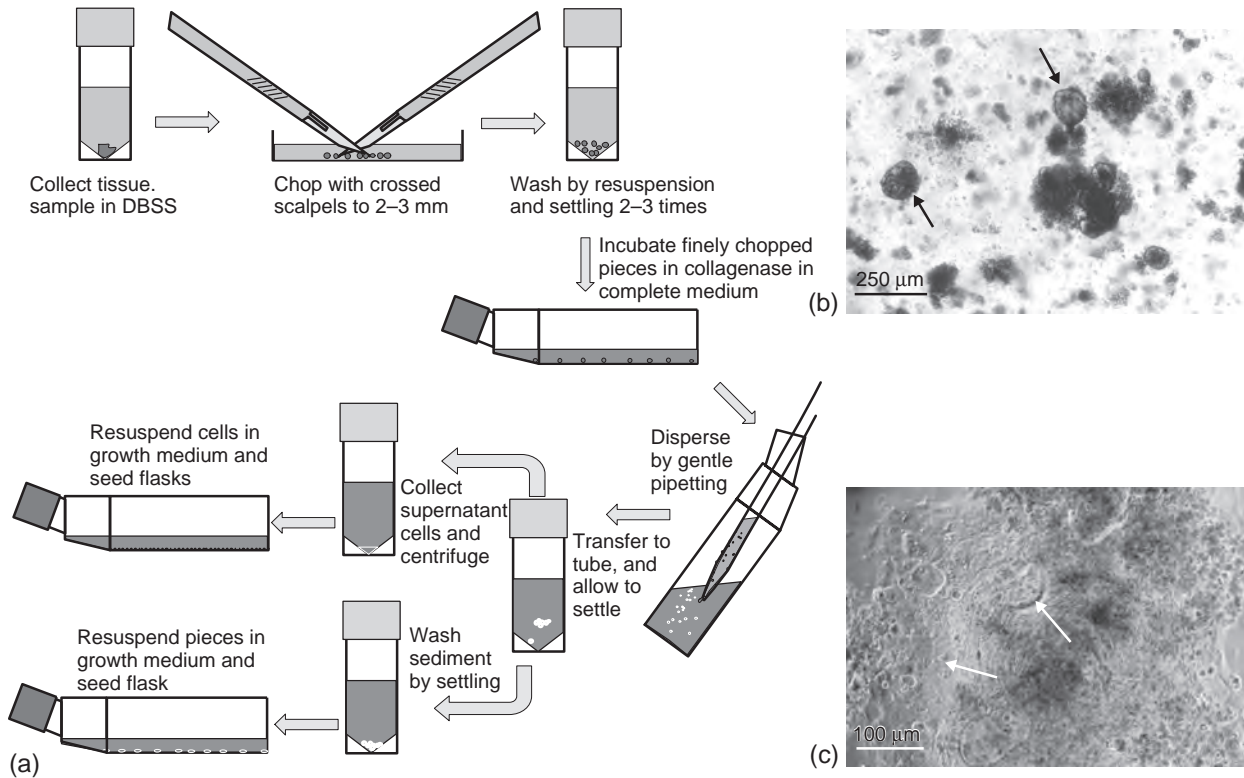 Collect tissue.
sample in DBSS
Chop with crossed
scalpels to 2–3 mm
Wash by resuspension
and settling 2–3 times
Incubate finely chopped
pieces in collagenase in
complete medium
250 μm
(b)
Disperse
by gentle
pipetting
Transfer to
tube, and
allow to
settle
Collect
supernatant
cells and
centrifuge
Resuspend cells in
growth medium and
seed flasks
Wash
sediment
by settling
Resuspend pieces in
growth medium and
seed flask
(a)
100 μm
(c)